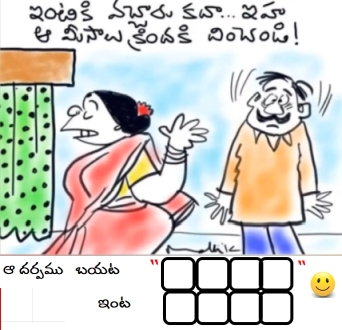 ఇంటికి వచ్చారు కదా... ఇహ
ఆ మీసాలు క్రిందకి దించండి!
ఆ దర్పము బయట " "
ఇంట